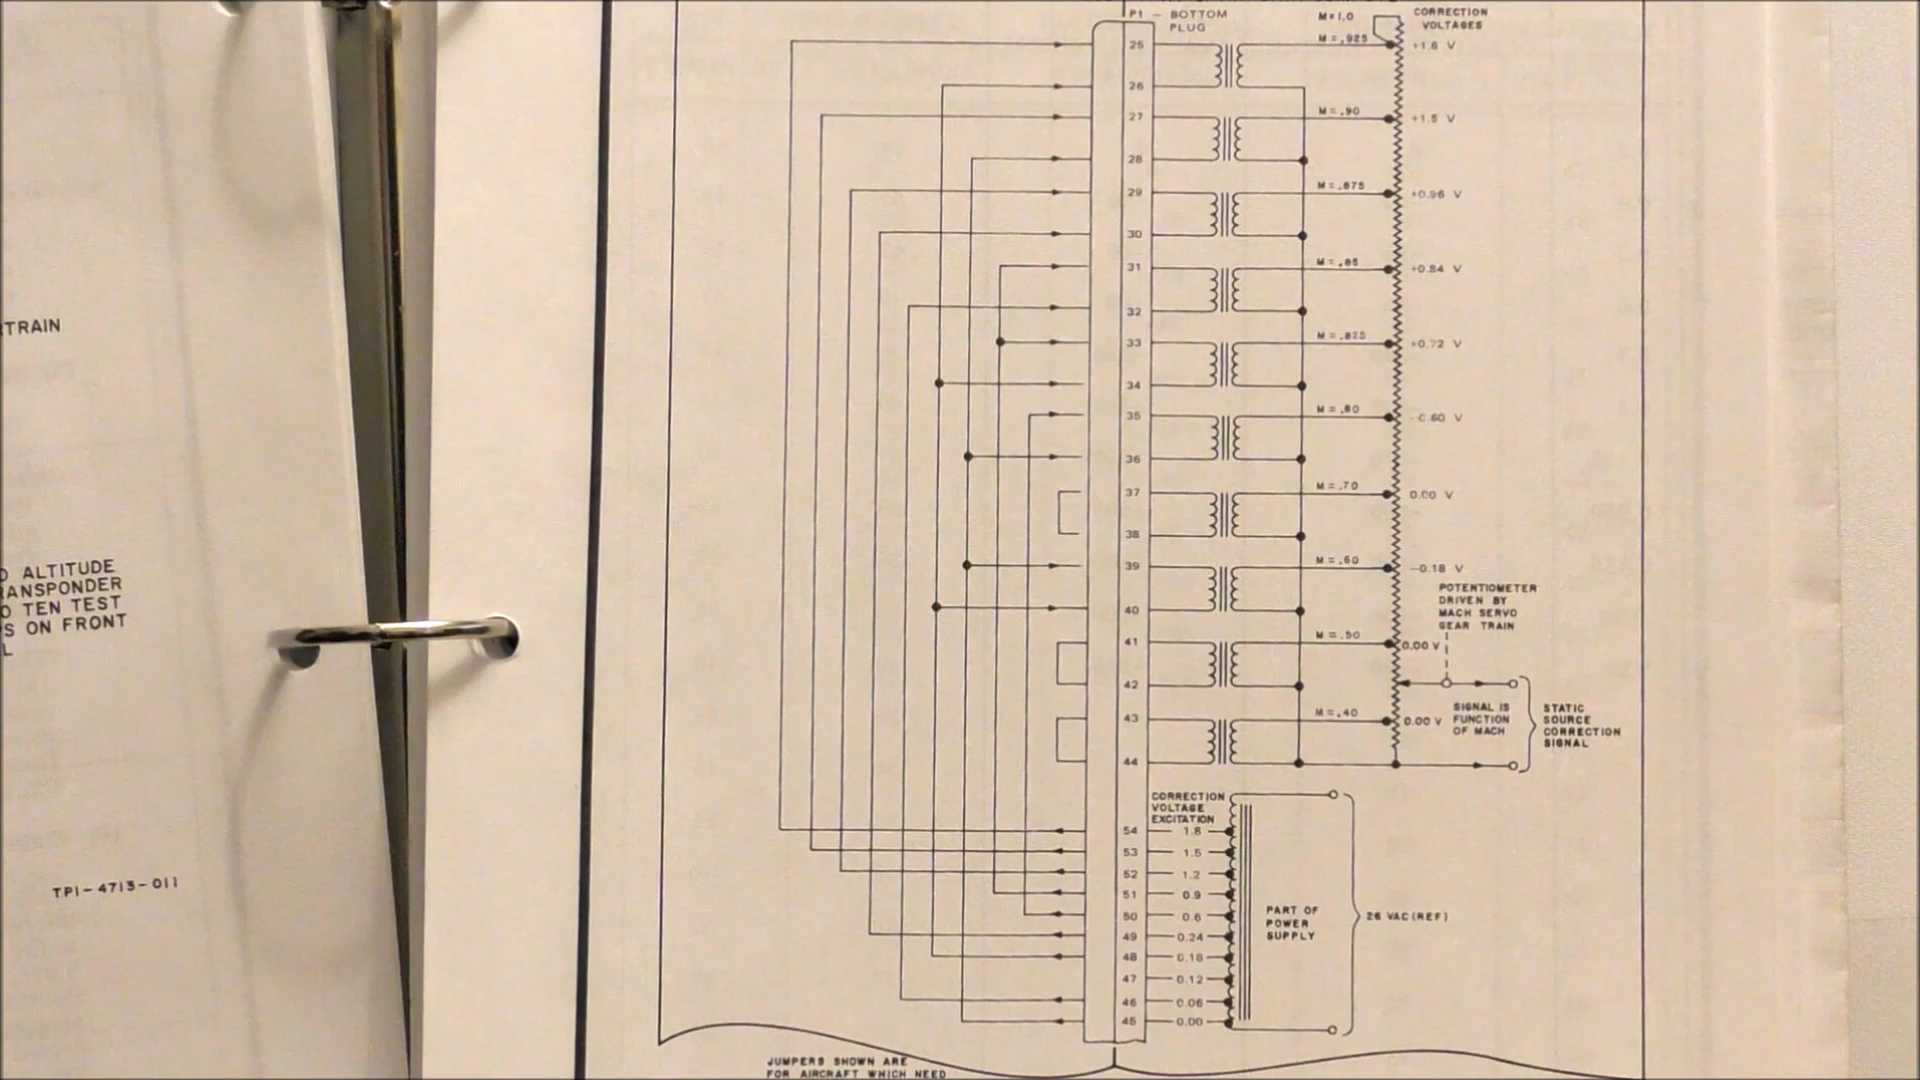 TRAIN
ALTITUDE
RANSPONDER
TEN TEST
S ON FRONT
L
TPI-4713-011
P1 - BOTTOM
PLUG
M=1.0
CORRECTION
VOLTAGES
25
M=.925
+1.6 V
26
27
M=.90
+1.5 V
28
29
M=.875
+0.96 V
30
31
M=.85
+0.84 V
32
33
M=.825
+0.72 V
34
35
M=.80
0.60 V
36
37
M=.70
0.00 V
38
39
M=.60
-0.18 V
40
POTENTIOMETER
DRIVEN BY
MACH SERVO
GEAR TRAIN
41
M=.50
0.00 V
42
43
M=.40
0.00 V
44
SIGNAL IS
FUNCTION
OF MACH
STATIC
SOURCE
CORRECTION
SIGNAL
CORRECTION
VOLTAGE
EXCITATION
54 1.8
53 1.5
52 1.2
51 0.9
50 0.6
49 0.24
48 0.18
47 0.12
46 0.06
45 0.00
PART OF
POWER
SUPPLY
26 VAC (REF)
JUMPERS SHOWN ARE
FOR AIRCRAFT WHICH NEED